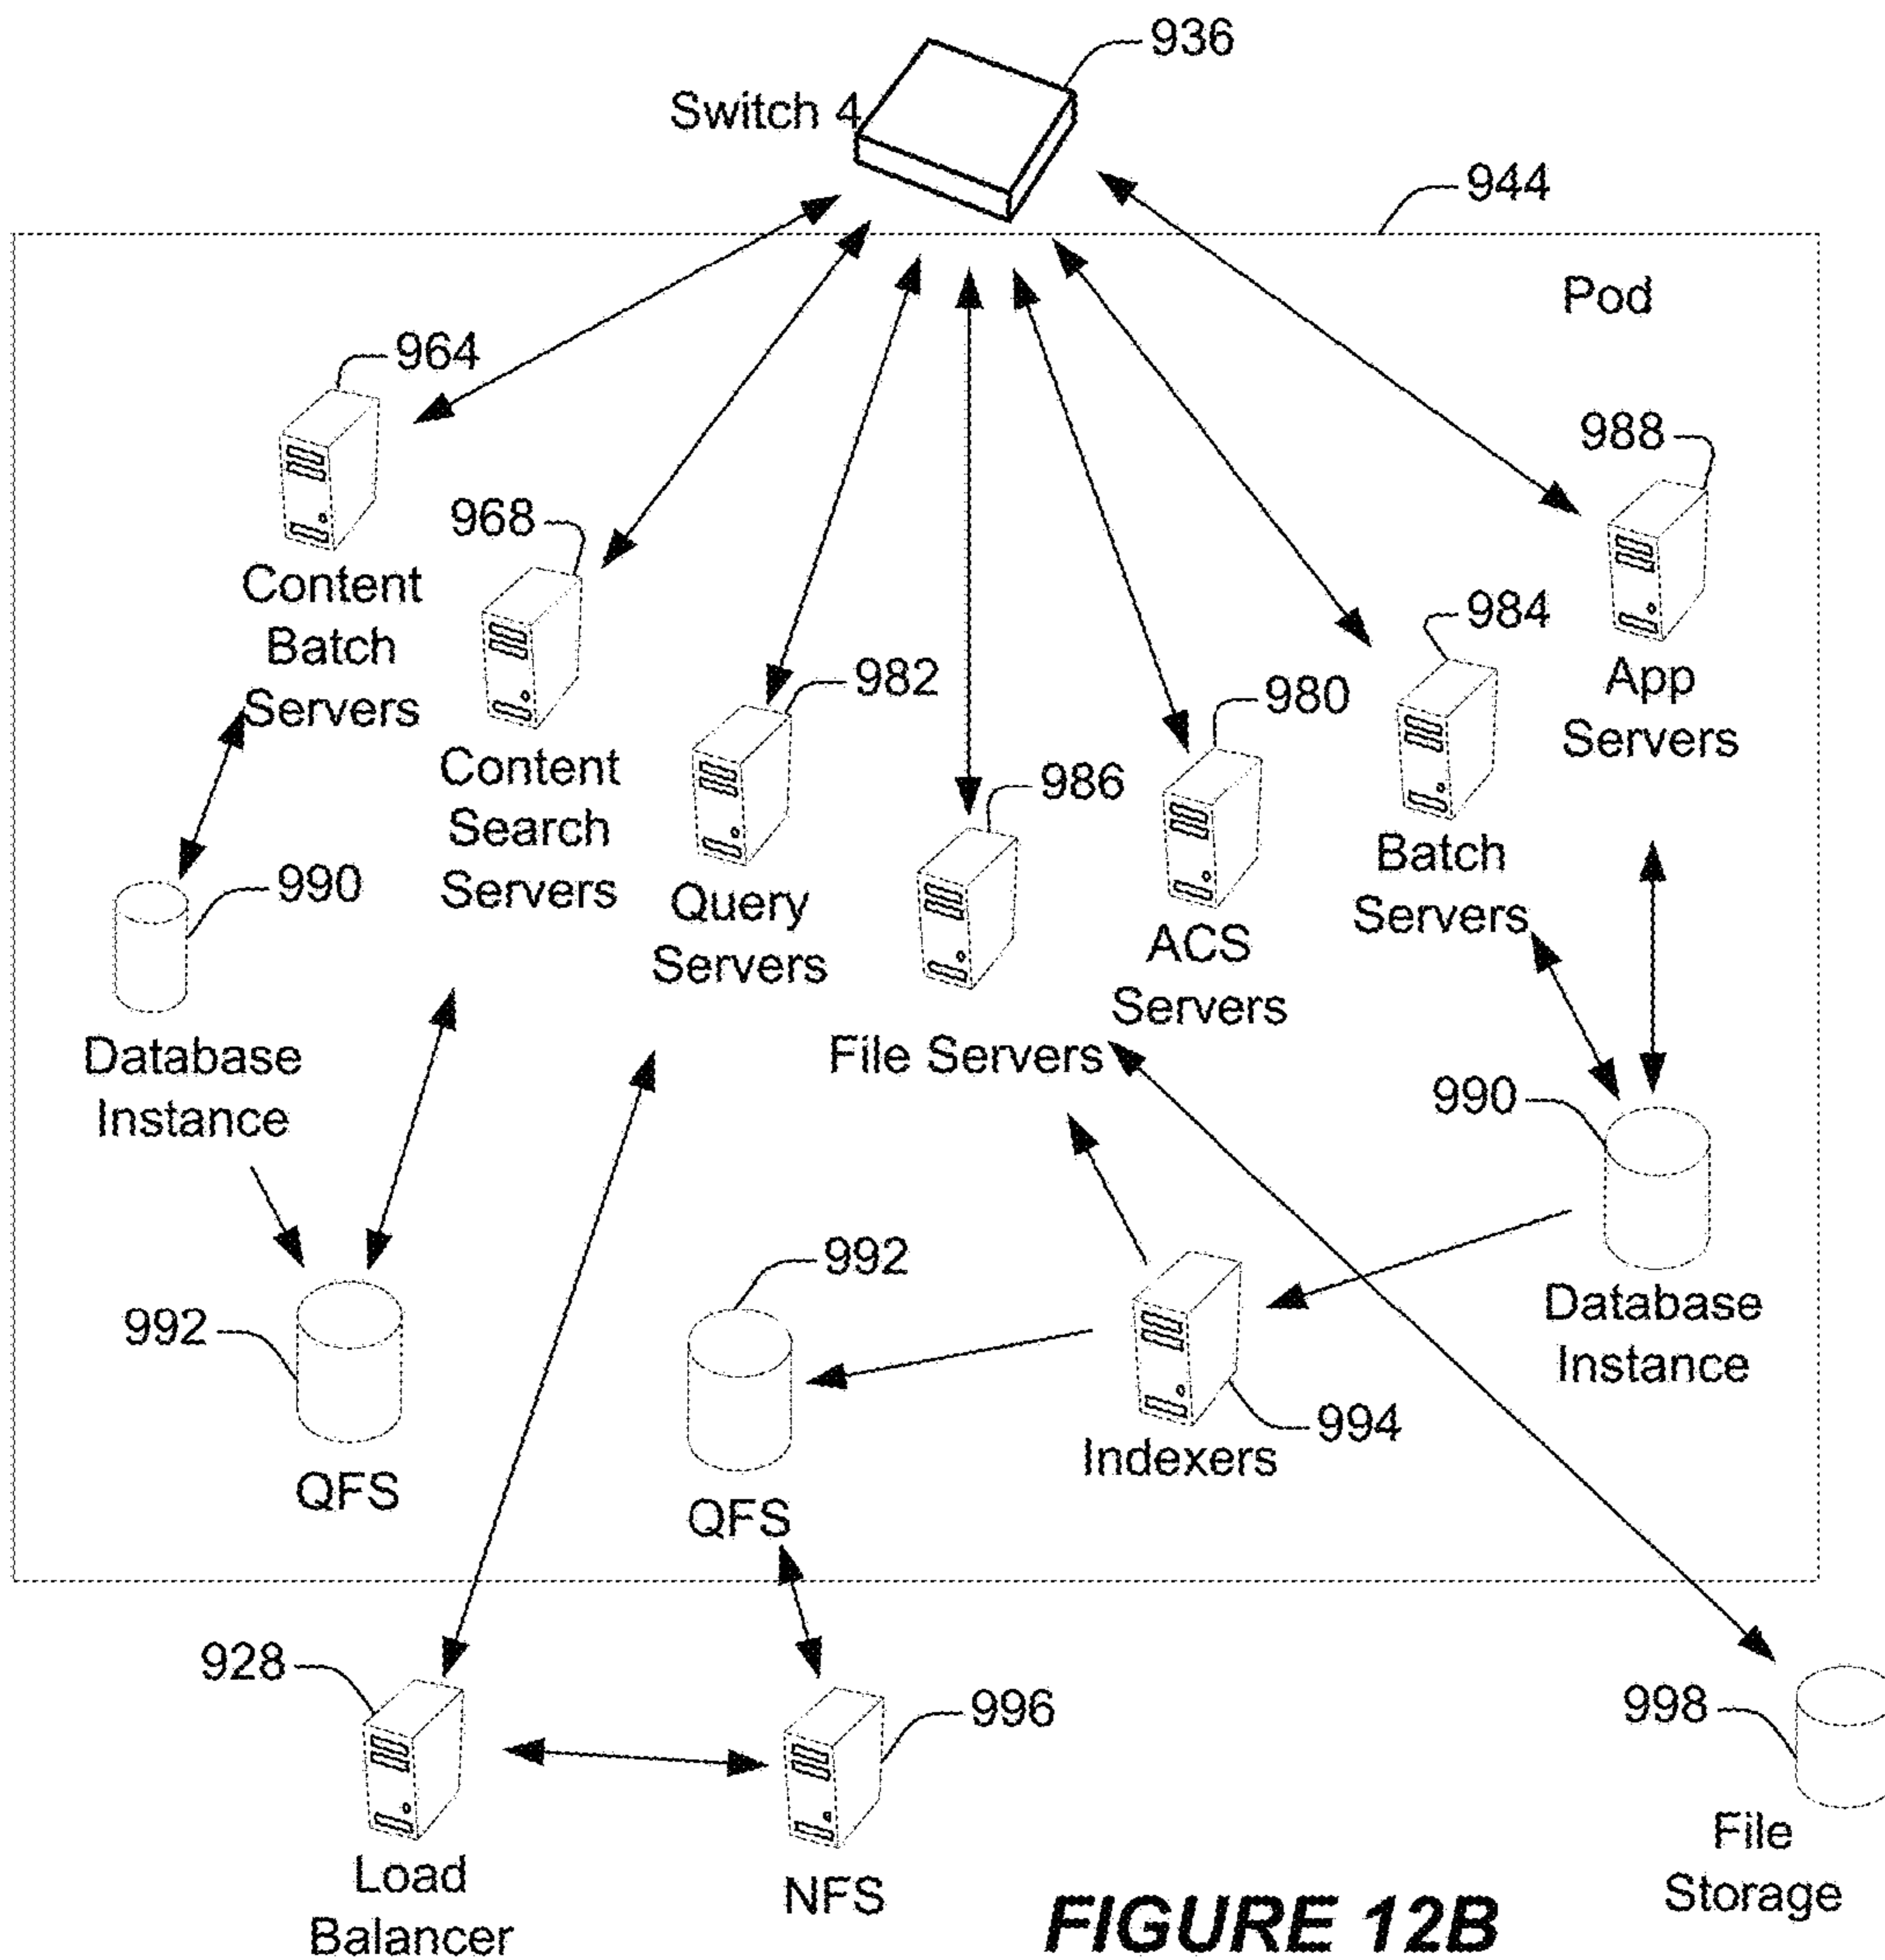 936
Switch 4
944
Pod
964
988
968
Content
Batch
Servers
984
982
980
App
Servers
Content
Search
Servers
986
990
Query
Servers
Batch
Servers
ACS
Servers
Database
Instance
File Servers
990
992
992
Database
Instance
994
Indexers
QFS
QFS
928
996
998
Load
Balancer
NFS
File
Storage
FIGURE 12B